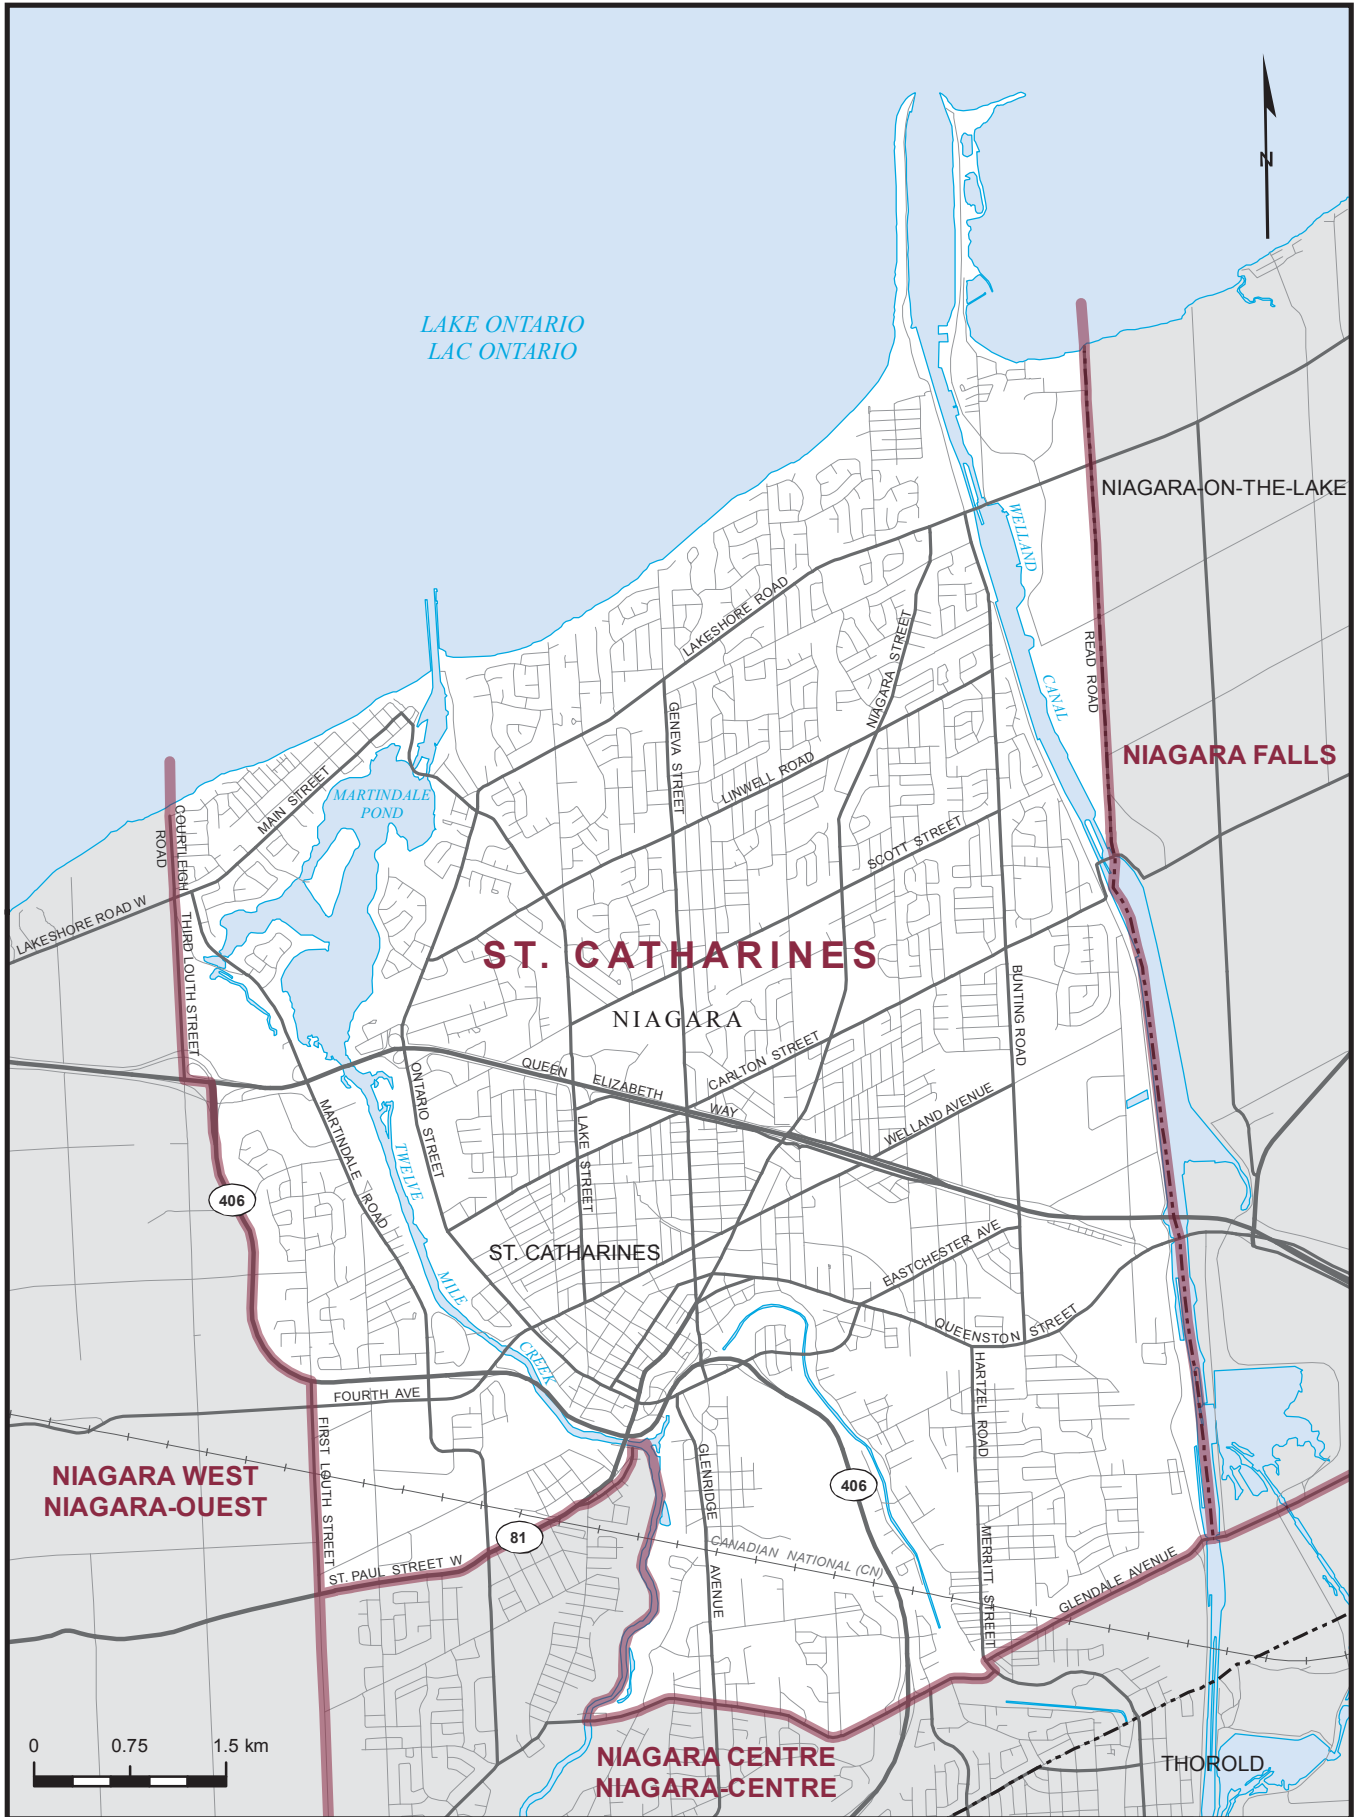 N
LAKE ONTARIO
LAC ONTARIO
NIAGARA-ON-THE-LAKE
WELLAND
CANAL
LAKESHORE ROAD
NIAGARA STREET
READ ROAD
GENEVA STREET
NIAGARA FALLS
LINWELL ROAD
MAIN STREET
MARTINDALE
POND
SCOTT STREET
COURTLEIGH
ROAD
LAKESHORE ROAD W
THIRD LOUTH STREET
ST. CATHARINES
NIAGARA
BUNTING ROAD
CARLTON STREET
QUEEN ELIZABETH WAY
ONTARIO STREET
MARTINDALE ROAD
LAKE STREET
WELLAND AVENUE
TWELVE
MILE
CREEK
406
ST. CATHARINES
EASTCHESTER AVE
QUEENSTON STREET
HARTZEL ROAD
FOURTH AVE
FIRST LOUTH STREET
NIAGARA WEST
NIAGARA-OUEST
GLENRIDGE AVENUE
406
81
CANADIAN NATIONAL (CN)
MERRITT STREET
GLENDALE AVENUE
ST. PAUL STREET W
0 0.75 1.5 km
NIAGARA CENTRE
NIAGARA-CENTRE
THOROLD